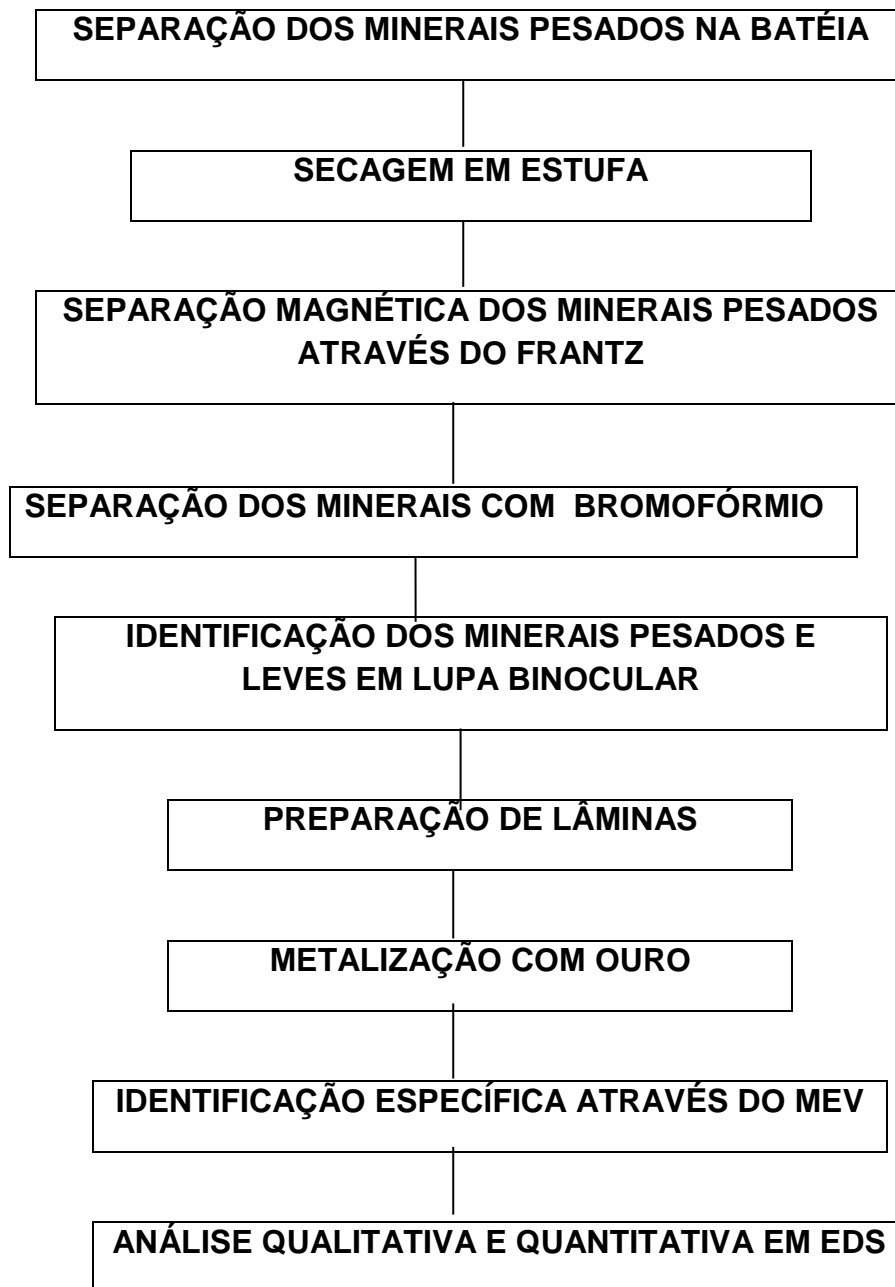 SEPARAÇÃO DOS MINERAIS PESADOS NA BATÉIA
SECAGEM EM ESTUFA
SEPARAÇÃO MAGNÉTICA DOS MINERAIS PESADOS
ATRAVÉS DO FRANTZ
SEPARAÇÃO DOS MINERAIS COM BROMOFÓRMIO
IDENTIFICAÇÃO DOS MINERAIS PESADOS E
LEVES EM LUPA BINOCULAR
PREPARAÇÃO DE LÂMINAS
METALIZAÇÃO COM OURO
IDENTIFICAÇÃO ESPECÍFICA ATRAVÉS DO MEV
ANÁLISE QUALITATIVA E QUANTITATIVA EM EDS